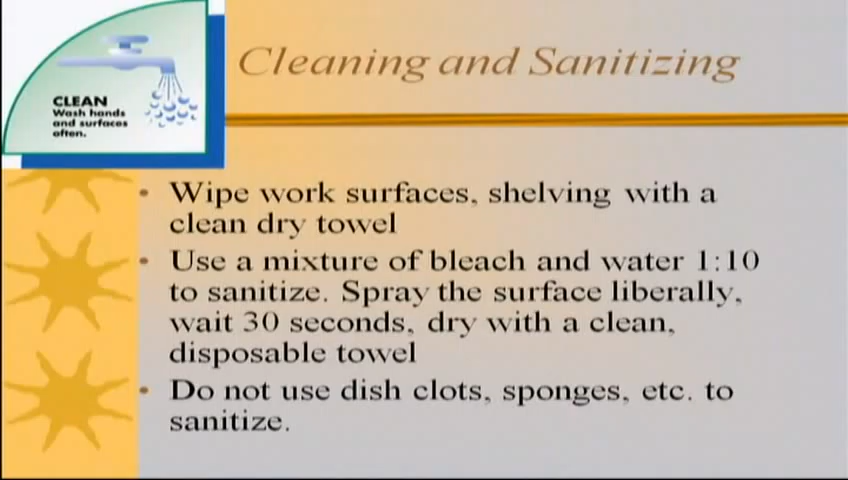 Cleaning and Sanitizing
CLEAN
Wash hands
and surfaces
often.
• Wipe work surfaces, shelving with a
clean dry towel
• Use a mixture of bleach and water 1:10
to sanitize. Spray the surface liberally,
wait 30 seconds, dry with a clean,
disposable towel
• Do not use dish clots, sponges, etc. to
sanitize.